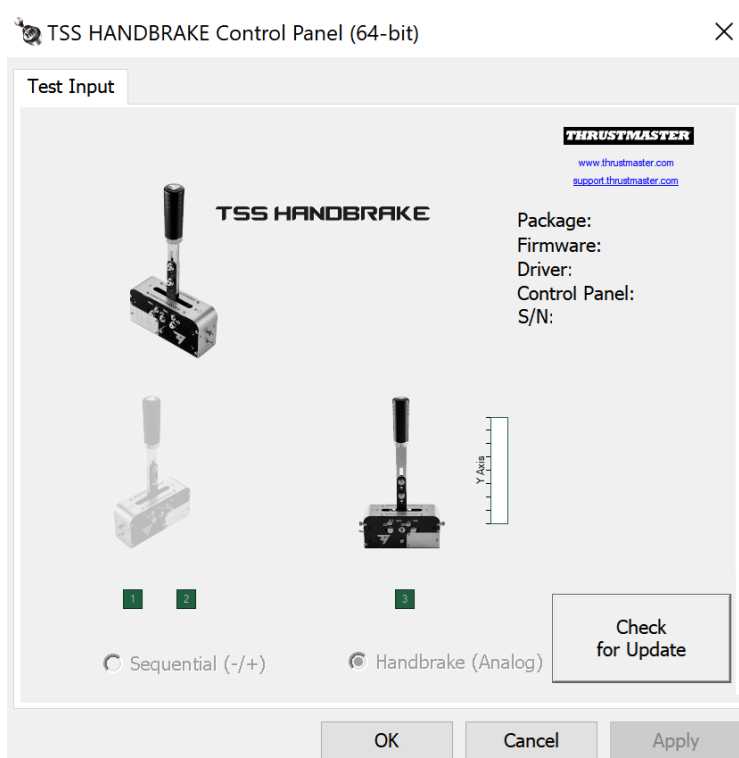 TSS HANDBRAKE Control Panel (64-bit)
Test Input
THRUSTMASTER
www.thrustmaster.com
support.thrustmaster.com
TSS HANDBRAKE
Package:
Firmware:
Driver:
Control Panel:
S/N:
Y Axis
1 2 3
Sequential (-/+) Handbrake (Analog)
Check
for Update
OK Cancel Apply